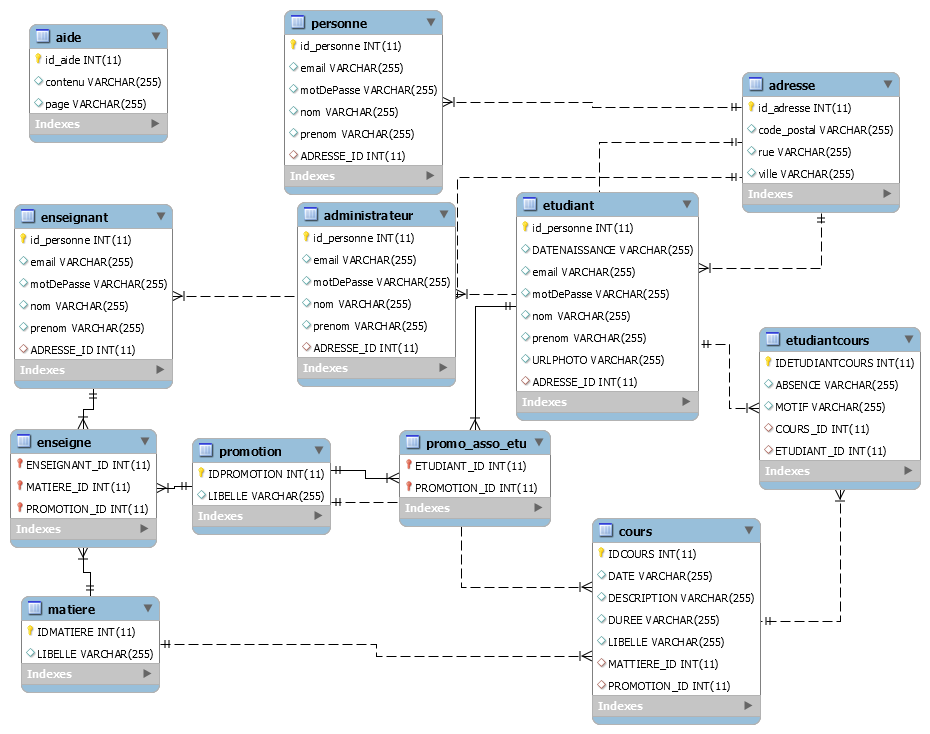 aide
id_aide INT(11)
contenu VARCHAR(255)
page VARCHAR(255)
Indexes
personne
id_personne INT(11)
email VARCHAR(255)
motDePasse VARCHAR(255)
nom VARCHAR(255)
prenom VARCHAR(255)
ADRESSE_ID INT(11)
Indexes
adresse
id_adresse INT(11)
code_postal VARCHAR(255)
rue VARCHAR(255)
ville VARCHAR(255)
Indexes
enseignant
id_personne INT(11)
email VARCHAR(255)
motDePasse VARCHAR(255)
nom VARCHAR(255)
prenom VARCHAR(255)
ADRESSE_ID INT(11)
Indexes
administrateur
id_personne INT(11)
email VARCHAR(255)
motDePasse VARCHAR(255)
nom VARCHAR(255)
prenom VARCHAR(255)
ADRESSE_ID INT(11)
Indexes
etudiant
id_personne INT(11)
DATENAISSANCE VARCHAR(255)
email VARCHAR(255)
motDePasse VARCHAR(255)
nom VARCHAR(255)
prenom VARCHAR(255)
URLPHOTO VARCHAR(255)
ADRESSE_ID INT(11)
Indexes
etudiantcours
IDETUDIANTCOURS INT(11)
ABSENCE VARCHAR(255)
MOTIF VARCHAR(255)
COURS_ID INT(11)
ETUDIANT_ID INT(11)
Indexes
enseigne
ENSEIGNANT_ID INT(11)
MATIERE_ID INT(11)
PROMOTION_ID INT(11)
Indexes
promotion
IDPROMOTION INT(11)
LIBELLE VARCHAR(255)
Indexes
promo_asso_etu
ETUDIANT_ID INT(11)
PROMOTION_ID INT(11)
Indexes
cours
IDCOURS INT(11)
DATE VARCHAR(255)
DESCRIPTION VARCHAR(255)
DUREE VARCHAR(255)
LIBELLE VARCHAR(255)
MATTIERE_ID INT(11)
PROMOTION_ID INT(11)
Indexes
matiere
IDMATIERE INT(11)
LIBELLE VARCHAR(255)
Indexes